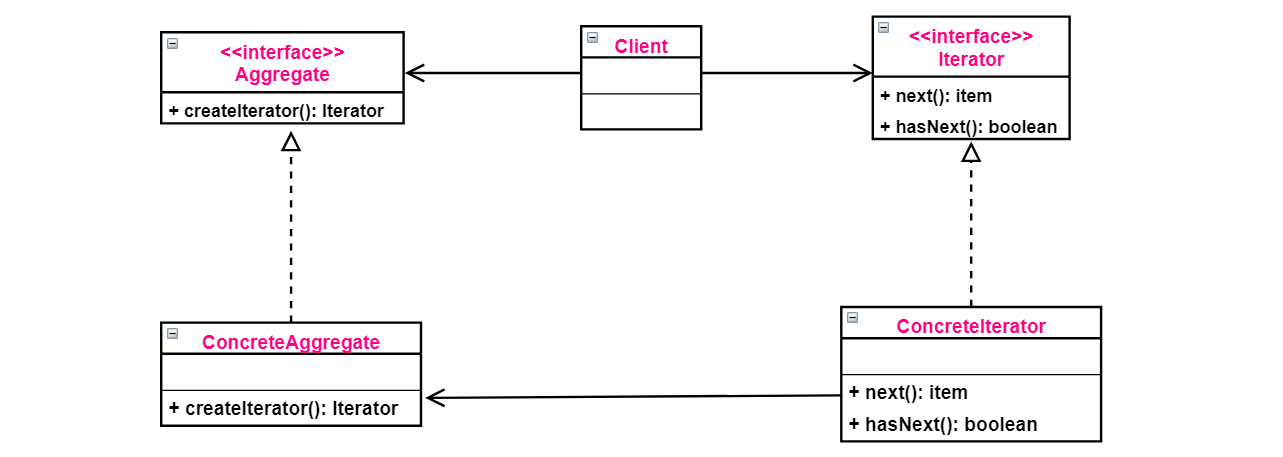 <<interface>>
Aggregate
+ createIterator(): Iterator
Client
<<interface>>
Iterator
+ next(): item
+ hasNext(): boolean
ConcreteAggregate
+ createIterator(): Iterator
ConcreteIterator
+ next(): item
+ hasNext(): boolean